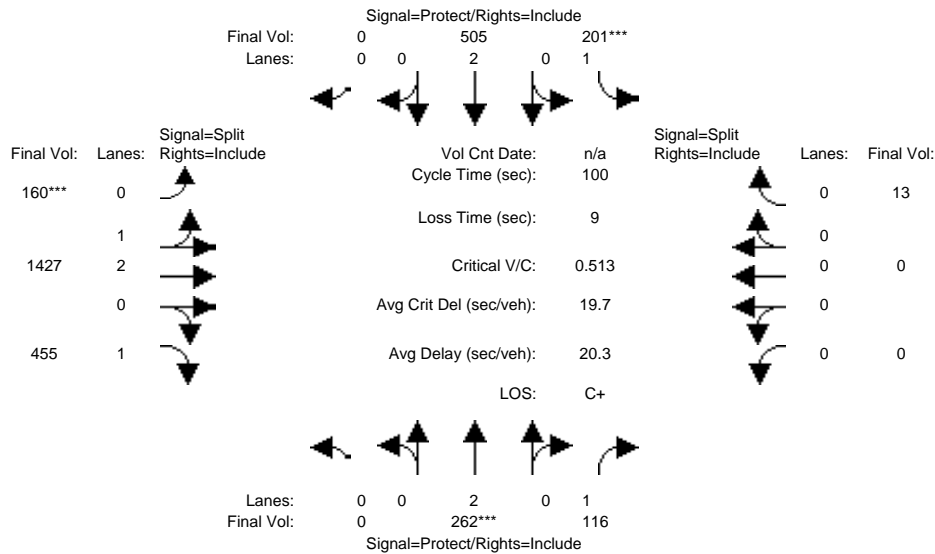 Signal=Protect/Rights=Include
Final Vol: 0 505 201***
Lanes: 0 0 2 0 1
Signal=Split
Final Vol: Lanes: Rights=Include
Vol Cnt Date: n/a
Signal=Split
Rights=Include Lanes: Final Vol:
Cycle Time (sec): 100
160*** 0
0 13
Loss Time (sec): 9
1
0
1427 2
Critical V/C: 0.513
0 0
0
Avg Crit Del (sec/veh): 19.7
0
455 1
Avg Delay (sec/veh): 20.3
0 0
LOS: C+
Lanes: 0 0 2 0 1
Final Vol: 0 262*** 116
Signal=Protect/Rights=Include